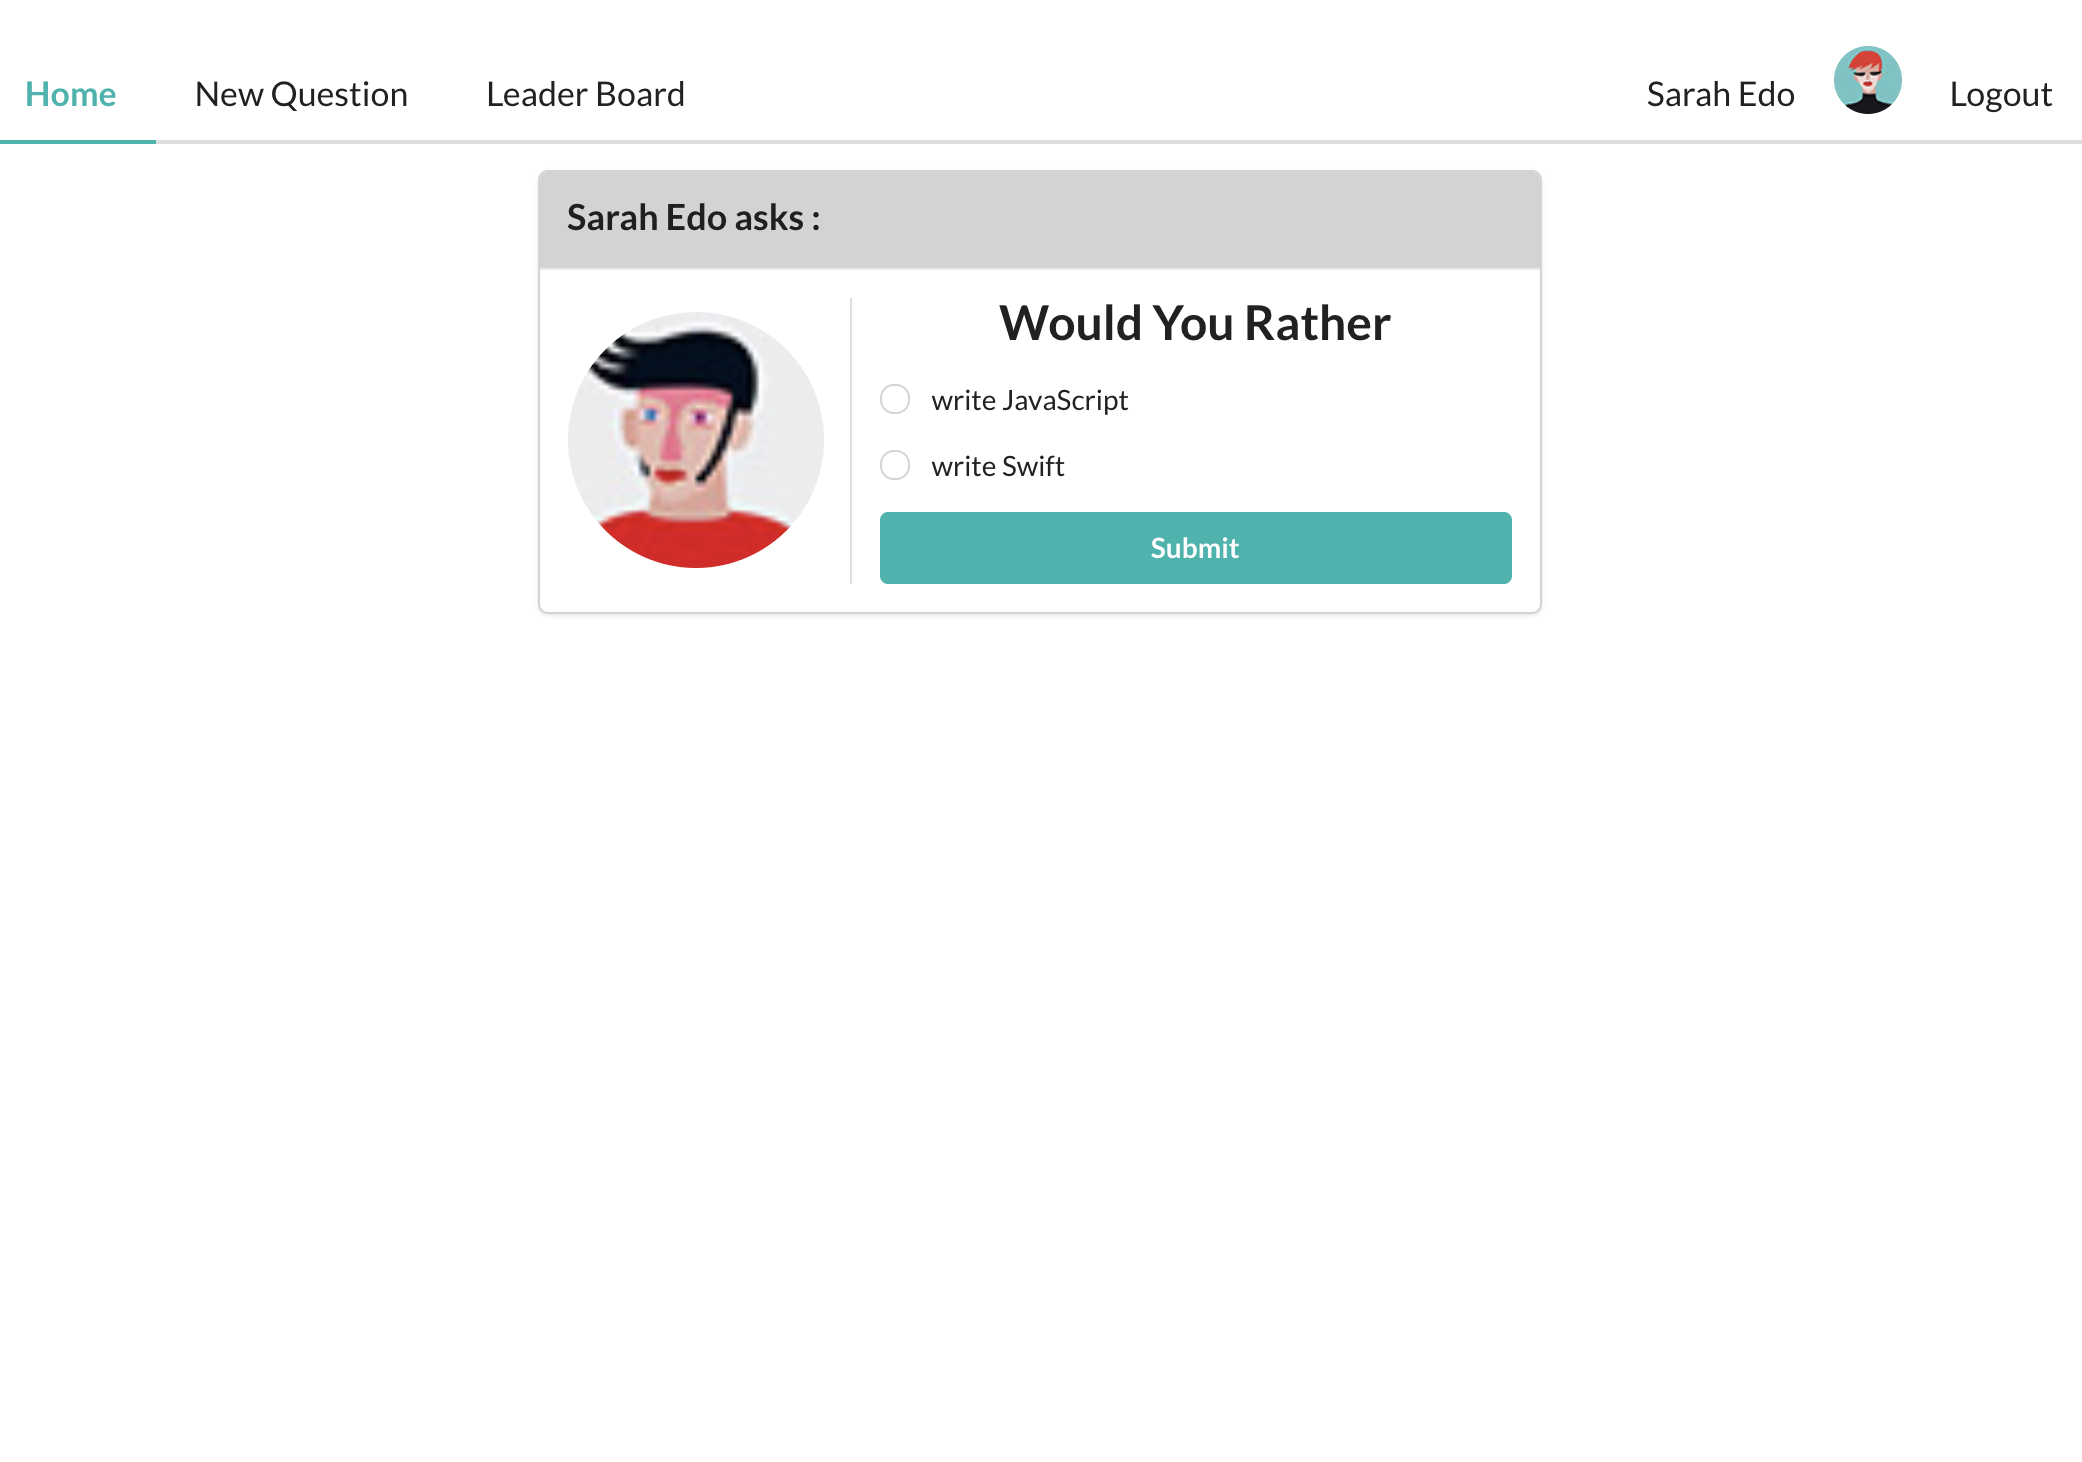 Home New Question Leader Board Sarah Edo Logout
Sarah Edo asks :
Would You Rather
write JavaScript
write Swift
Submit